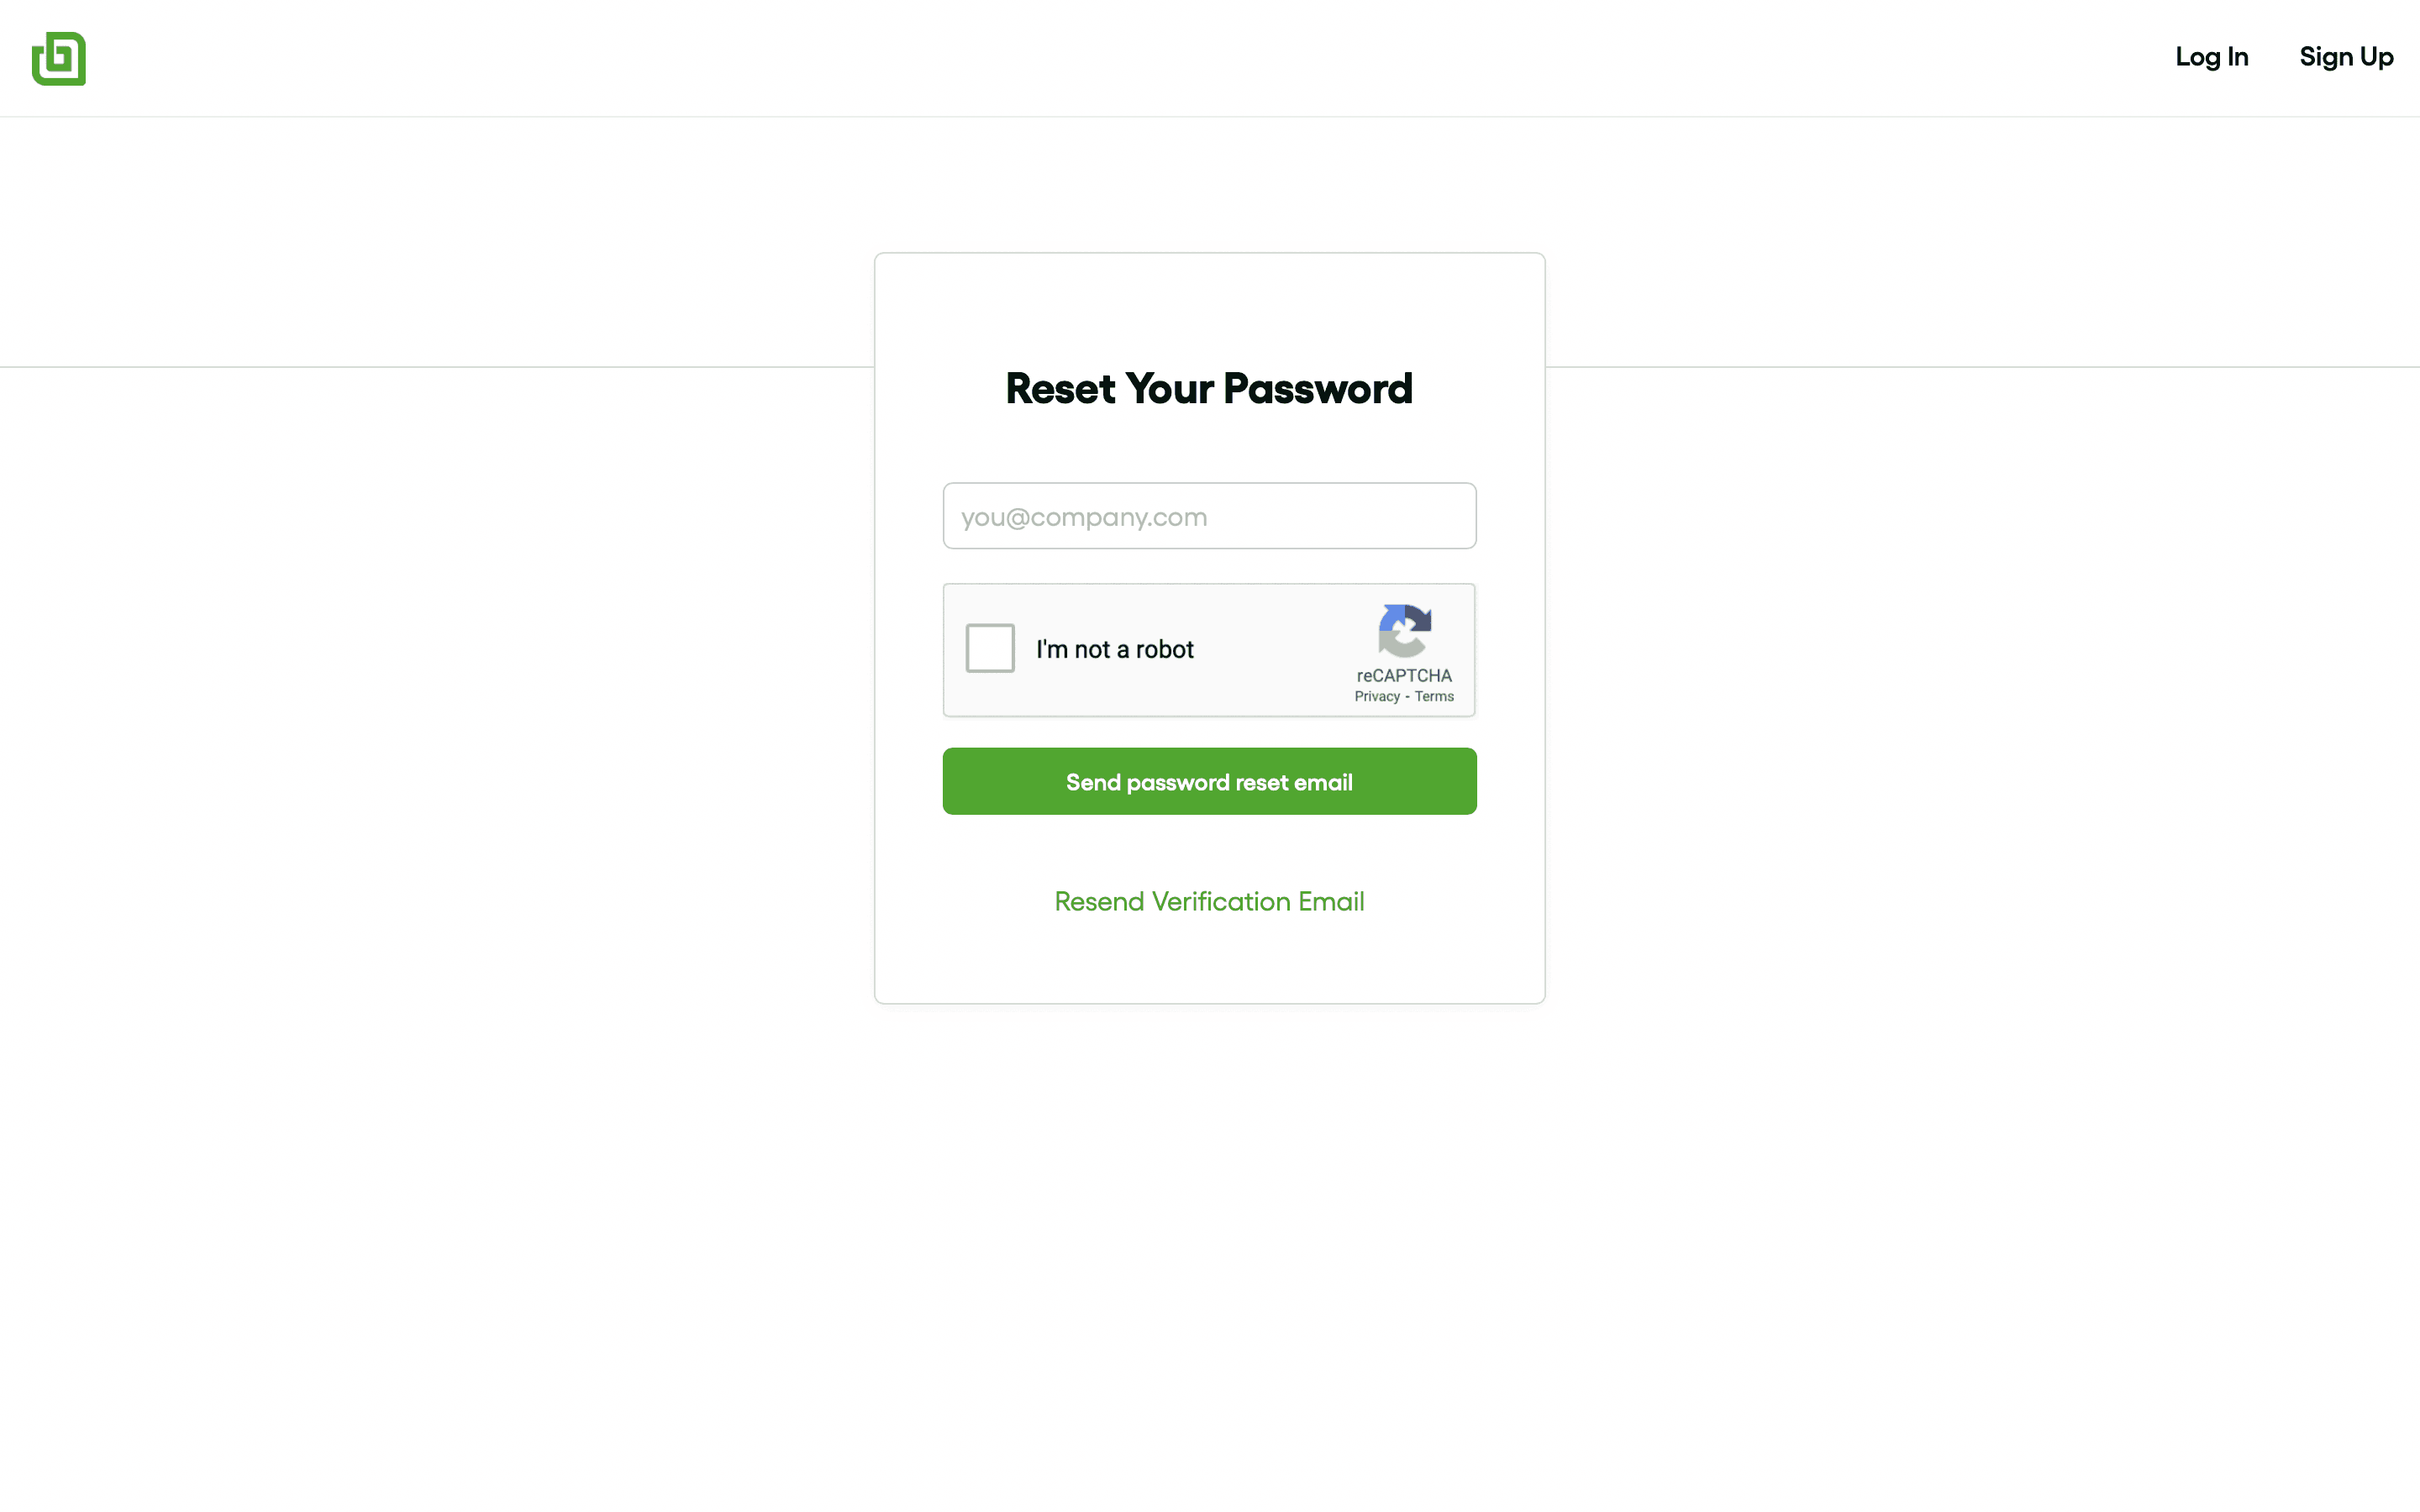 Log In
Sign Up
Reset Your Password
you@company.com
I'm not a robot
reCAPTCHA
Privacy - Terms
Send password reset email
Resend Verification Email